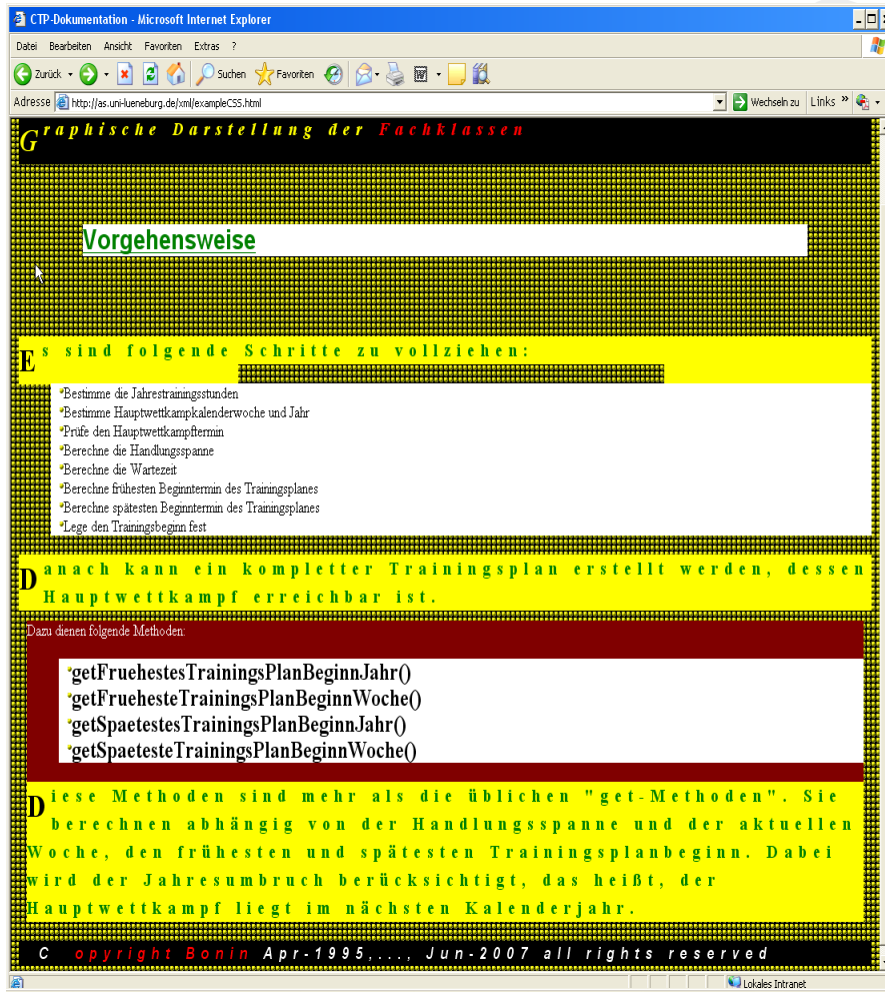 CTP-Dokumentation - Microsoft Internet Explorer
Datei Bearbeiten Ansicht Favoriten Extras ?
Zurück Suchen Favoriten
Adresse http://as.uni-lueneburg.de/xml/exampleCSS.html Wechseln zu Links »
Graphische Darstellung der Fachklassen
Vorgehensweise
Es sind folgende Schritte zu vollziehen:
Bestimme die Jahrestrainingsstunden
Bestimme Hauptwettkampkalenderwoche und Jahr
Prüfe den Hauptwettkampftermin
Berechne die Handlungsspanne
Berechne die Wartezeit
Berechne frühesten Beginntermin des Trainingsplanes
Berechne spätesten Beginntermin des Trainingsplanes
Lege den Trainingsbeginn fest
Danach kann ein kompletter Trainingsplan erstellt werden, dessen
Hauptwettkampf erreichbar ist.
Dazu dienen folgende Methoden:
getFruehestesTrainingsPlanBeginnJahr()
getFruehesteTrainingsPlanBeginnWoche()
getSpaetestesTrainingsPlanBeginnJahr()
getSpaetesteTrainingsPlanBeginnWoche()
Diese Methoden sind mehr als die üblichen "get-Methoden". Sie
berechnen abhängig von der Handlungsspanne und der aktuellen
Woche, den frühesten und spätesten Trainingsplanbeginn. Dabei
wird der Jahresumbruch berücksichtigt, das heißt, der
Hauptwettkampf liegt im nächsten Kalenderjahr.
Copyright Bonin Apr-1995,..., Jun-2007 all rights reserved
Lokales Intranet